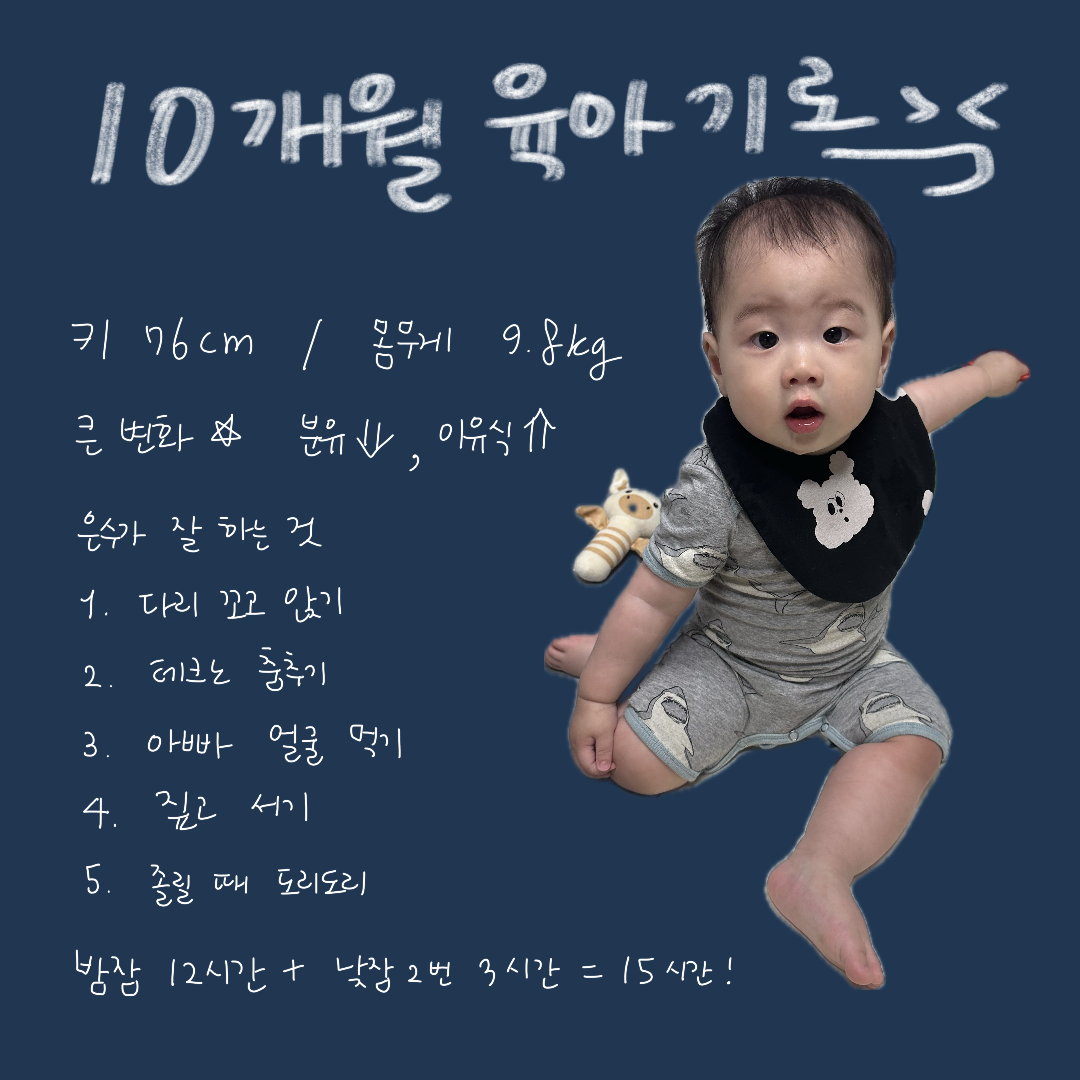 10개월 육아 기록
키 76cm / 몸무게 9.8kg
큰 변화 ☆ 분유⇓, 이유식⇑
은수가 잘 하는 것
1. 다리 꼬고 앉기
2. 테크노 춤추기
3. 아빠 얼굴 먹기
4. 짚고 서기
5. 졸릴 때 도리도리
밤잠 12시간 + 낮잠 2번 3시간 = 15시간!